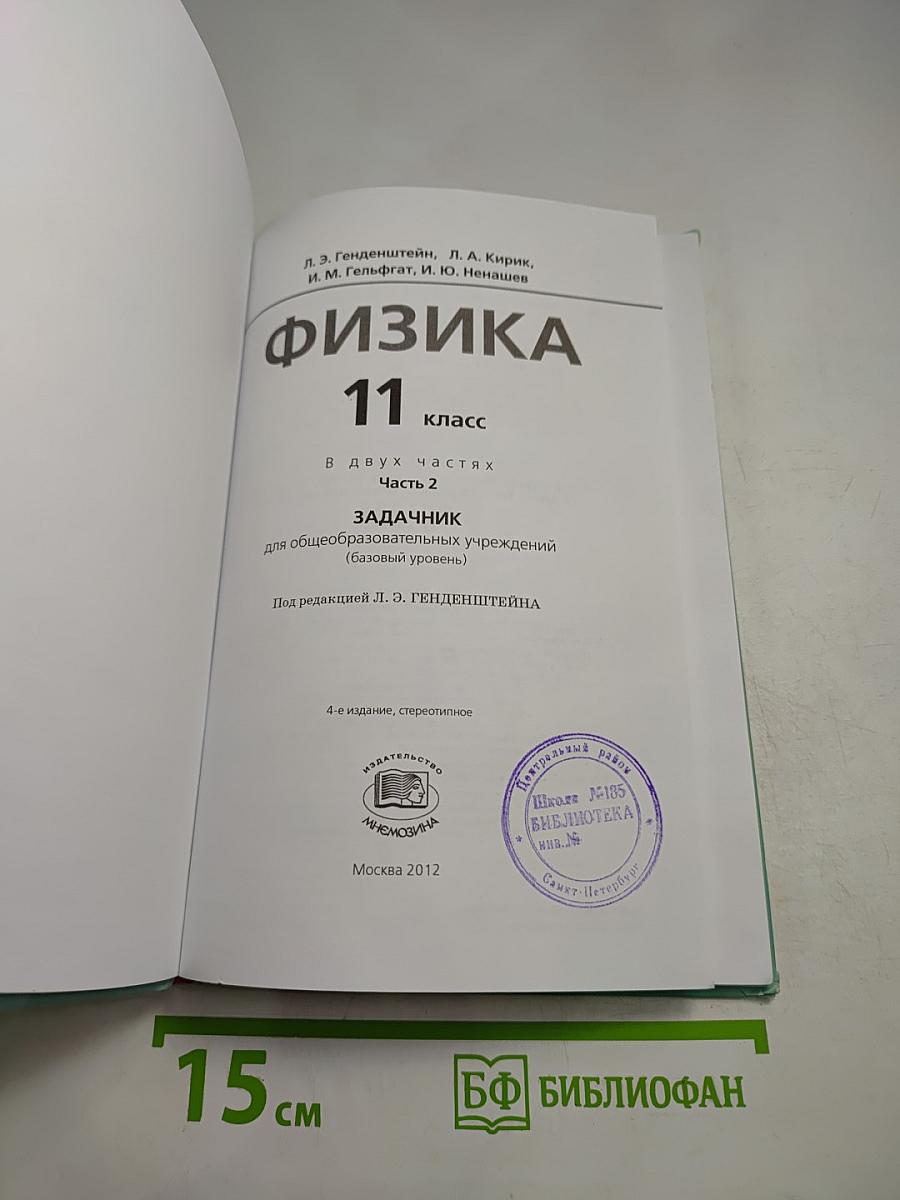 Л. Э. Генденштейн, Л. А. Кирик,
И. М. Гельфгат, И. Ю. Ненашев
ФИЗИКА
11 класс
В двух частях
Часть 2
ЗАДАЧНИК
для общеобразовательных учреждений
(базовый уровень)
Под редакцией Л. Э. ГЕНДЕНШТЕЙНА
4-е издание, стереотипное
ИЗДАТЕЛЬСТВО
МНЕМОЗИНА
Москва 2012
Центральный район
Школа №185
БИБЛИОТЕКА
инв.№
Санкт-Петербург
15 см
БФ БИБЛИОФАН